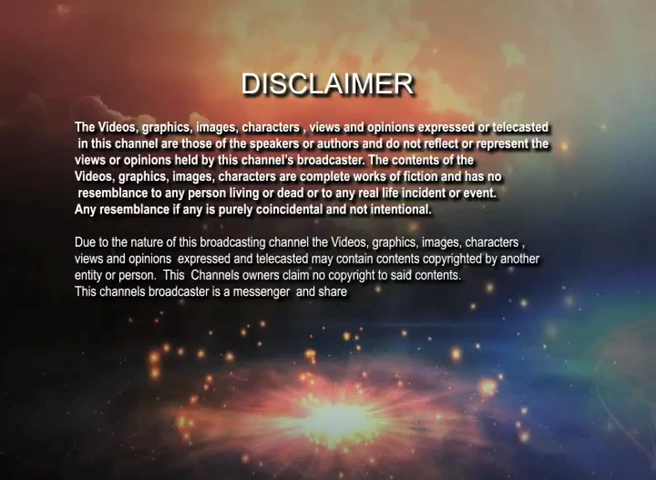 DISCLAIMER
The Videos, graphics, images, characters , views and opinions expressed or telecasted
in this channel are those of the speakers or authors and do not reflect or represent the
views or opinions held by this channel's broadcaster. The contents of the
Videos, graphics, images, characters are complete works of fiction and has no
resemblance to any person living or dead or to any real life incident or event.
Any resemblance if any is purely coincidental and not intentional.
Due to the nature of this broadcasting channel the Videos, graphics, images, characters ,
views and opinions expressed and telecasted may contain contents copyrighted by another
entity or person. This Channels owners claim no copyright to said contents.
This channels broadcaster is a messenger and share